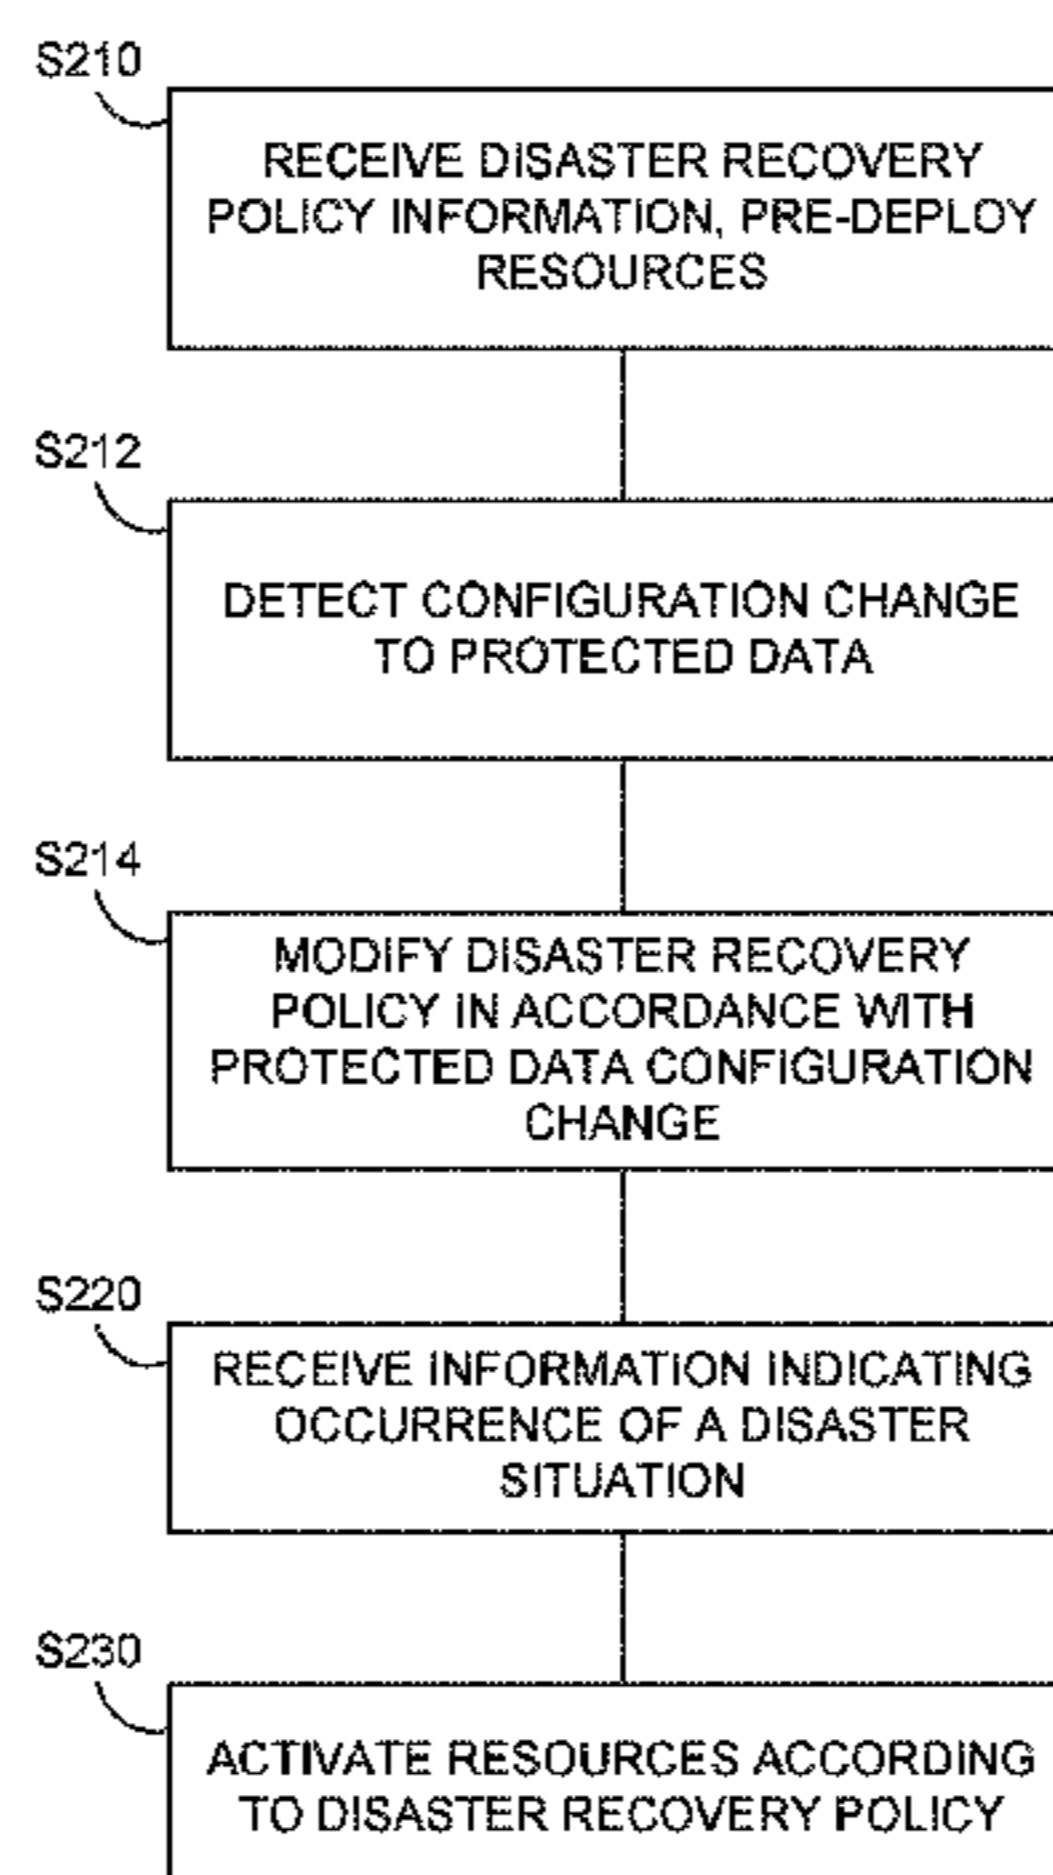 S210
RECEIVE DISASTER RECOVERY
POLICY INFORMATION, PRE-DEPLOY
RESOURCES
S212
DETECT CONFIGURATION CHANGE
TO PROTECTED DATA
S214
MODIFY DISASTER RECOVERY
POLICY IN ACCORDANCE WITH
PROTECTED DATA CONFIGURATION
CHANGE
S220
RECEIVE INFORMATION INDICATING
OCCURRENCE OF A DISASTER
SITUATION
S230
ACTIVATE RESOURCES ACCORDING
TO DISASTER RECOVERY POLICY